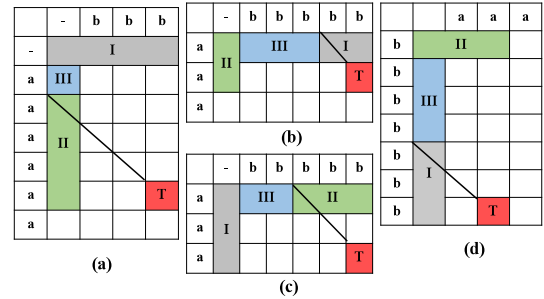 - b b b
- I
a III
a
a II
a
a T
a
(a)
- b b b b b
a II III I
a T
a
(b)
- b b b b b
a I III II
a
a T
(c)
a a a
b II
b
b III
b
b I
b
b T
(d)